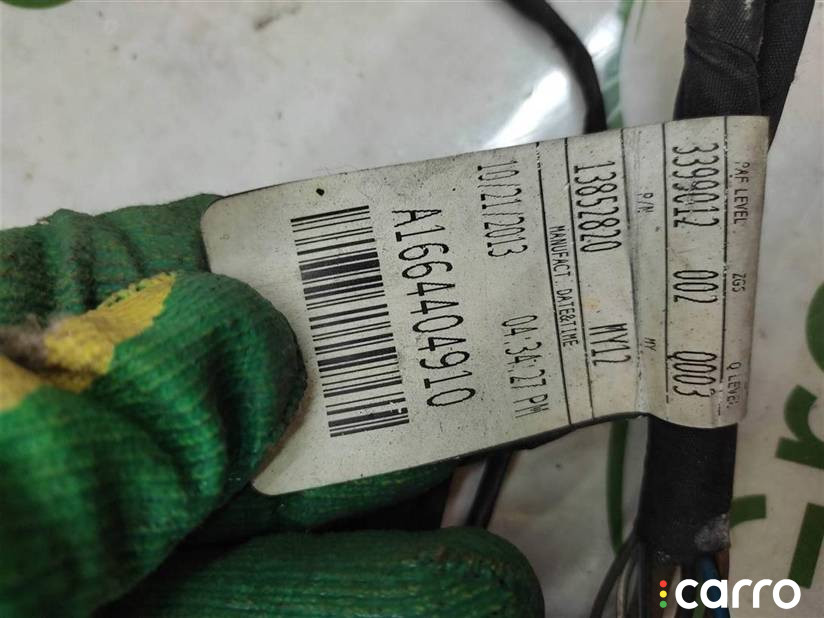 PAF LEVEL ZGS Q LEVEL
3399012 002 Q003
P/N MY
13852820 MY12
MANUFACT. DATE&TIME
10/21/2013 04:34:27 PM
A1664404910
carro